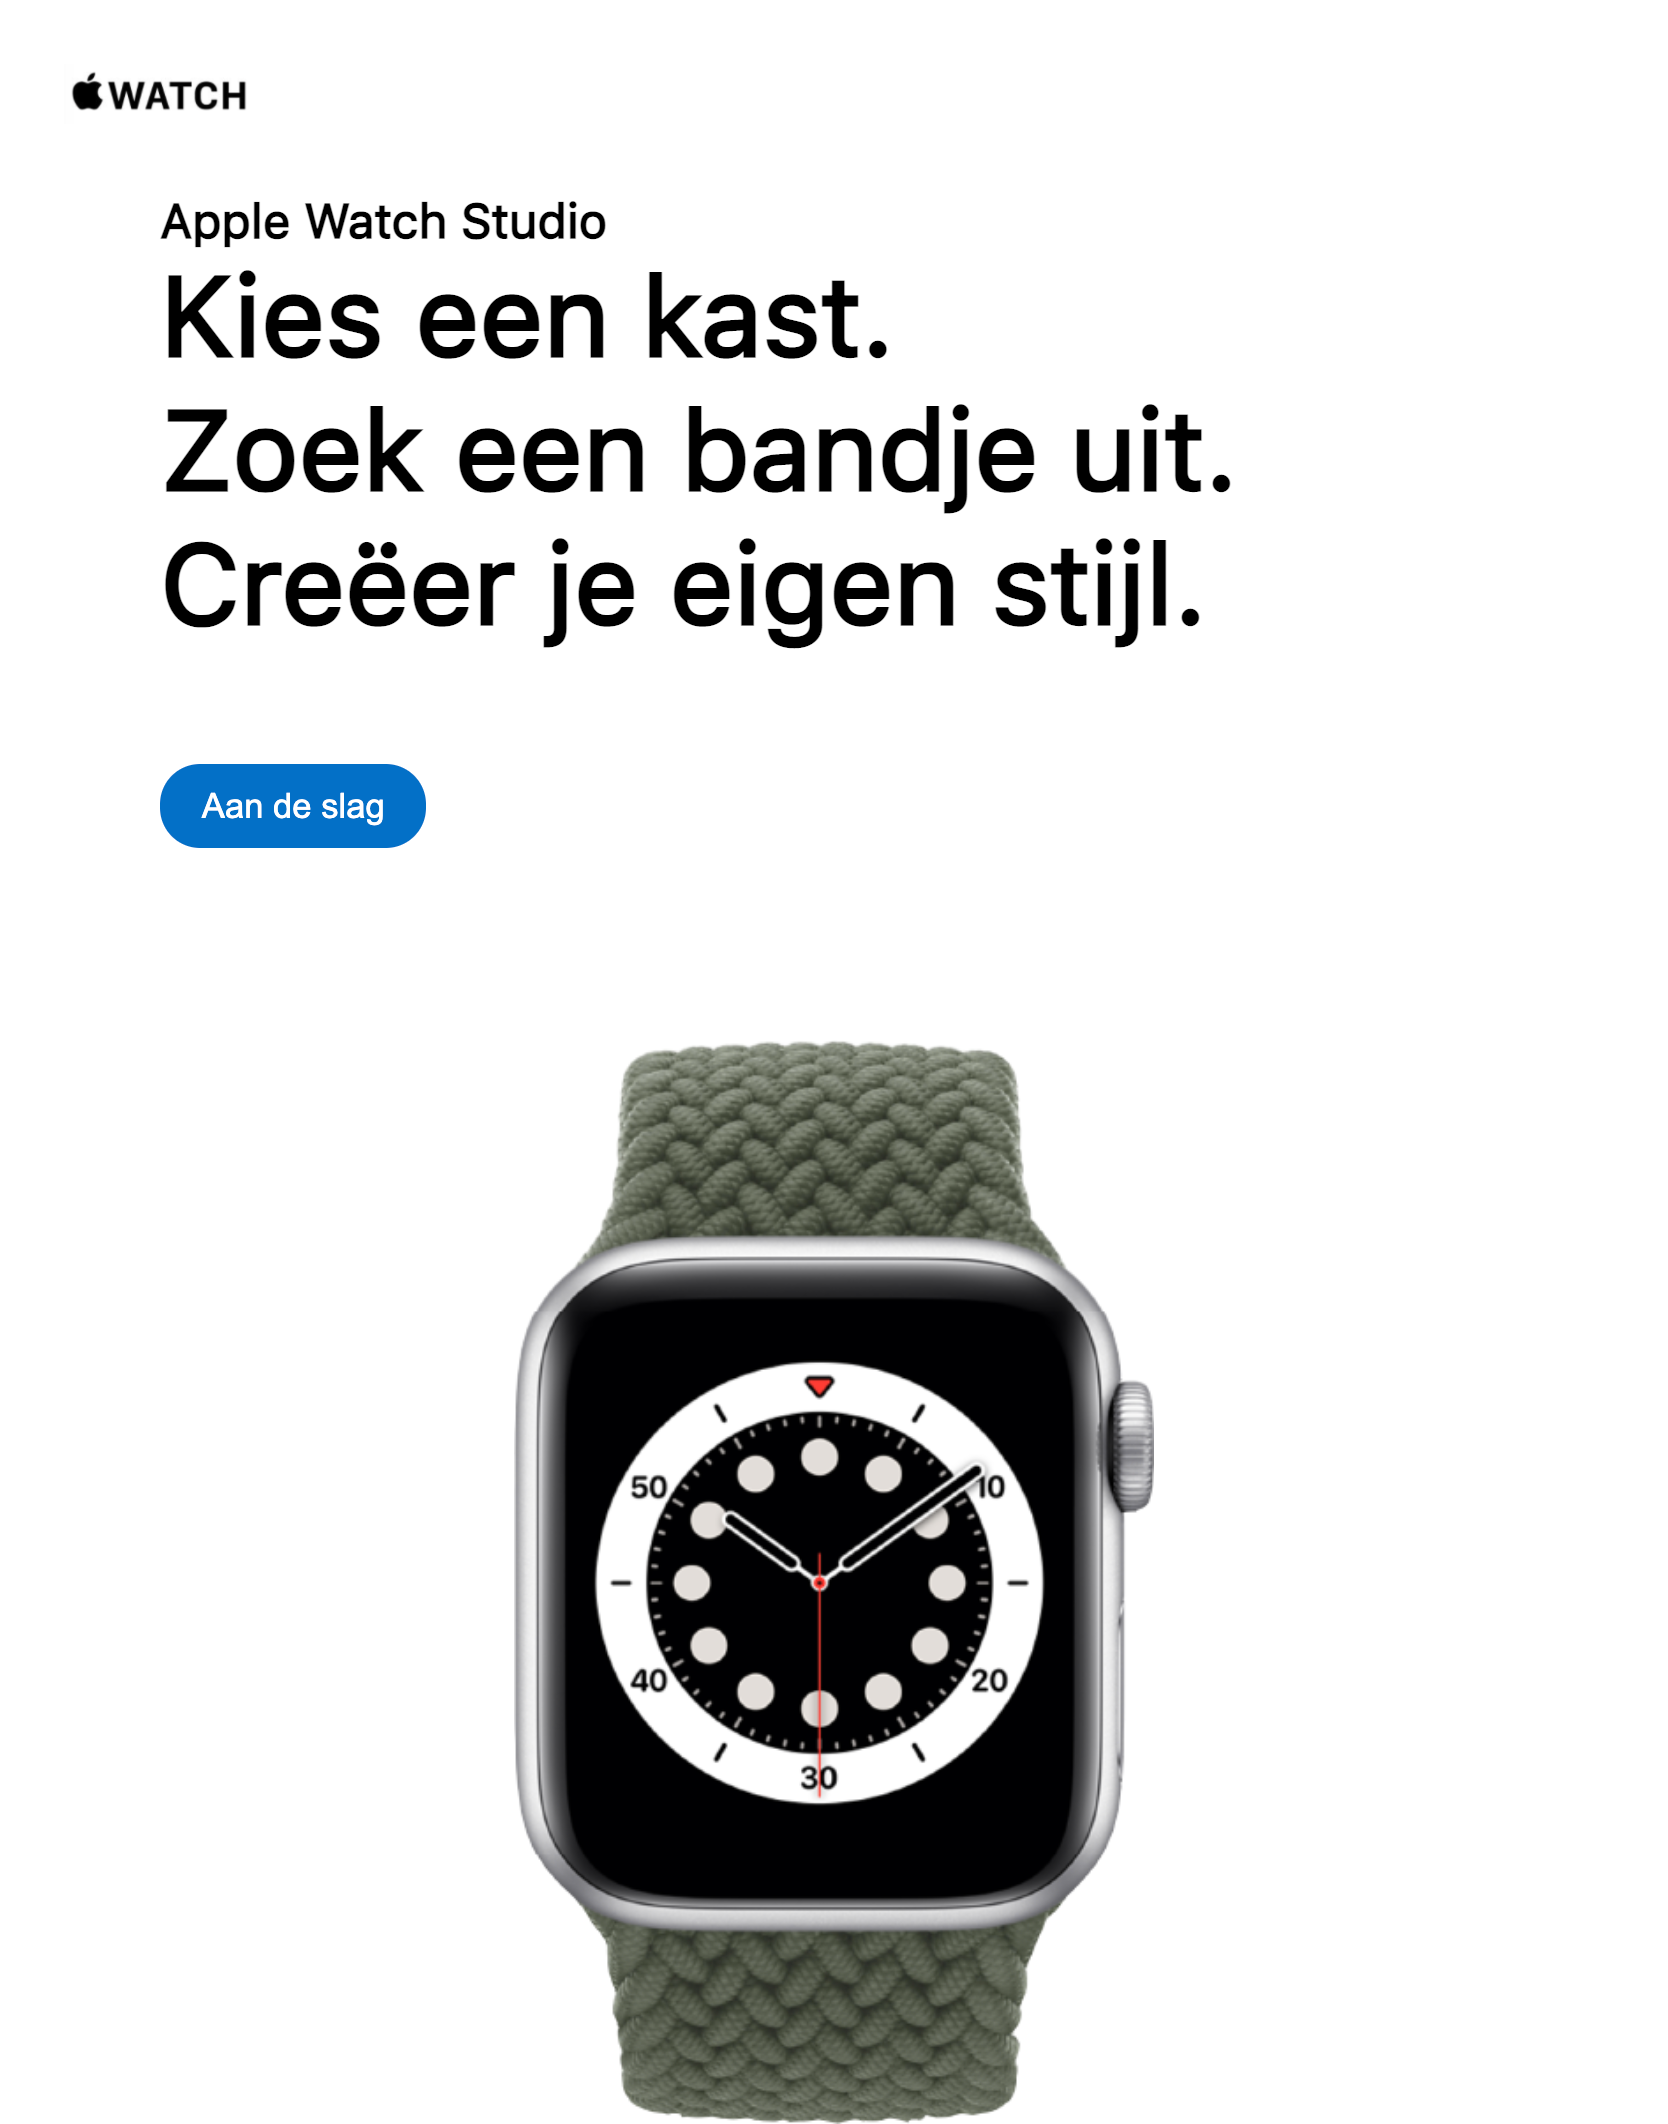 WATCH
Apple Watch Studio
Kies een kast.
Zoek een bandje uit.
Creëer je eigen stijl.
Aan de slag
50
10
40
20
30